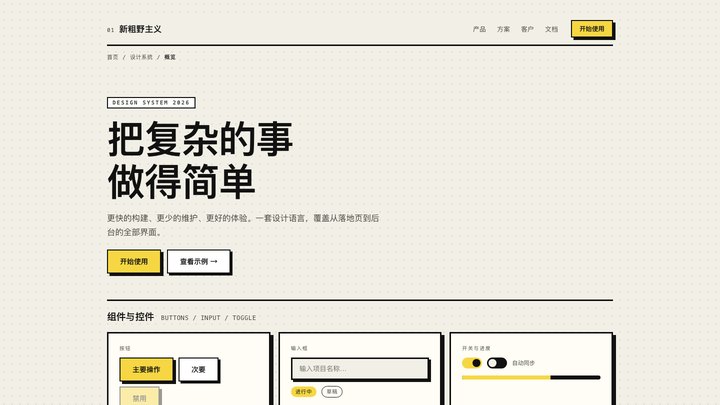 01 新粗野主义
产品 方案 客户 文档 开始使用
首页 / 设计系统 / 概览
DESIGN SYSTEM 2026
把复杂的事
做得简单
更快的构建、更少的维护、更好的体验。一套设计语言，覆盖从落地页到后
台的全部界面。
开始使用 查看示例 →
组件与控件 BUTTONS / INPUT / TOGGLE
按钮
主要操作 次要
禁用
输入框
输入项目名称…
进行中 草稿
开关与进度
自动同步